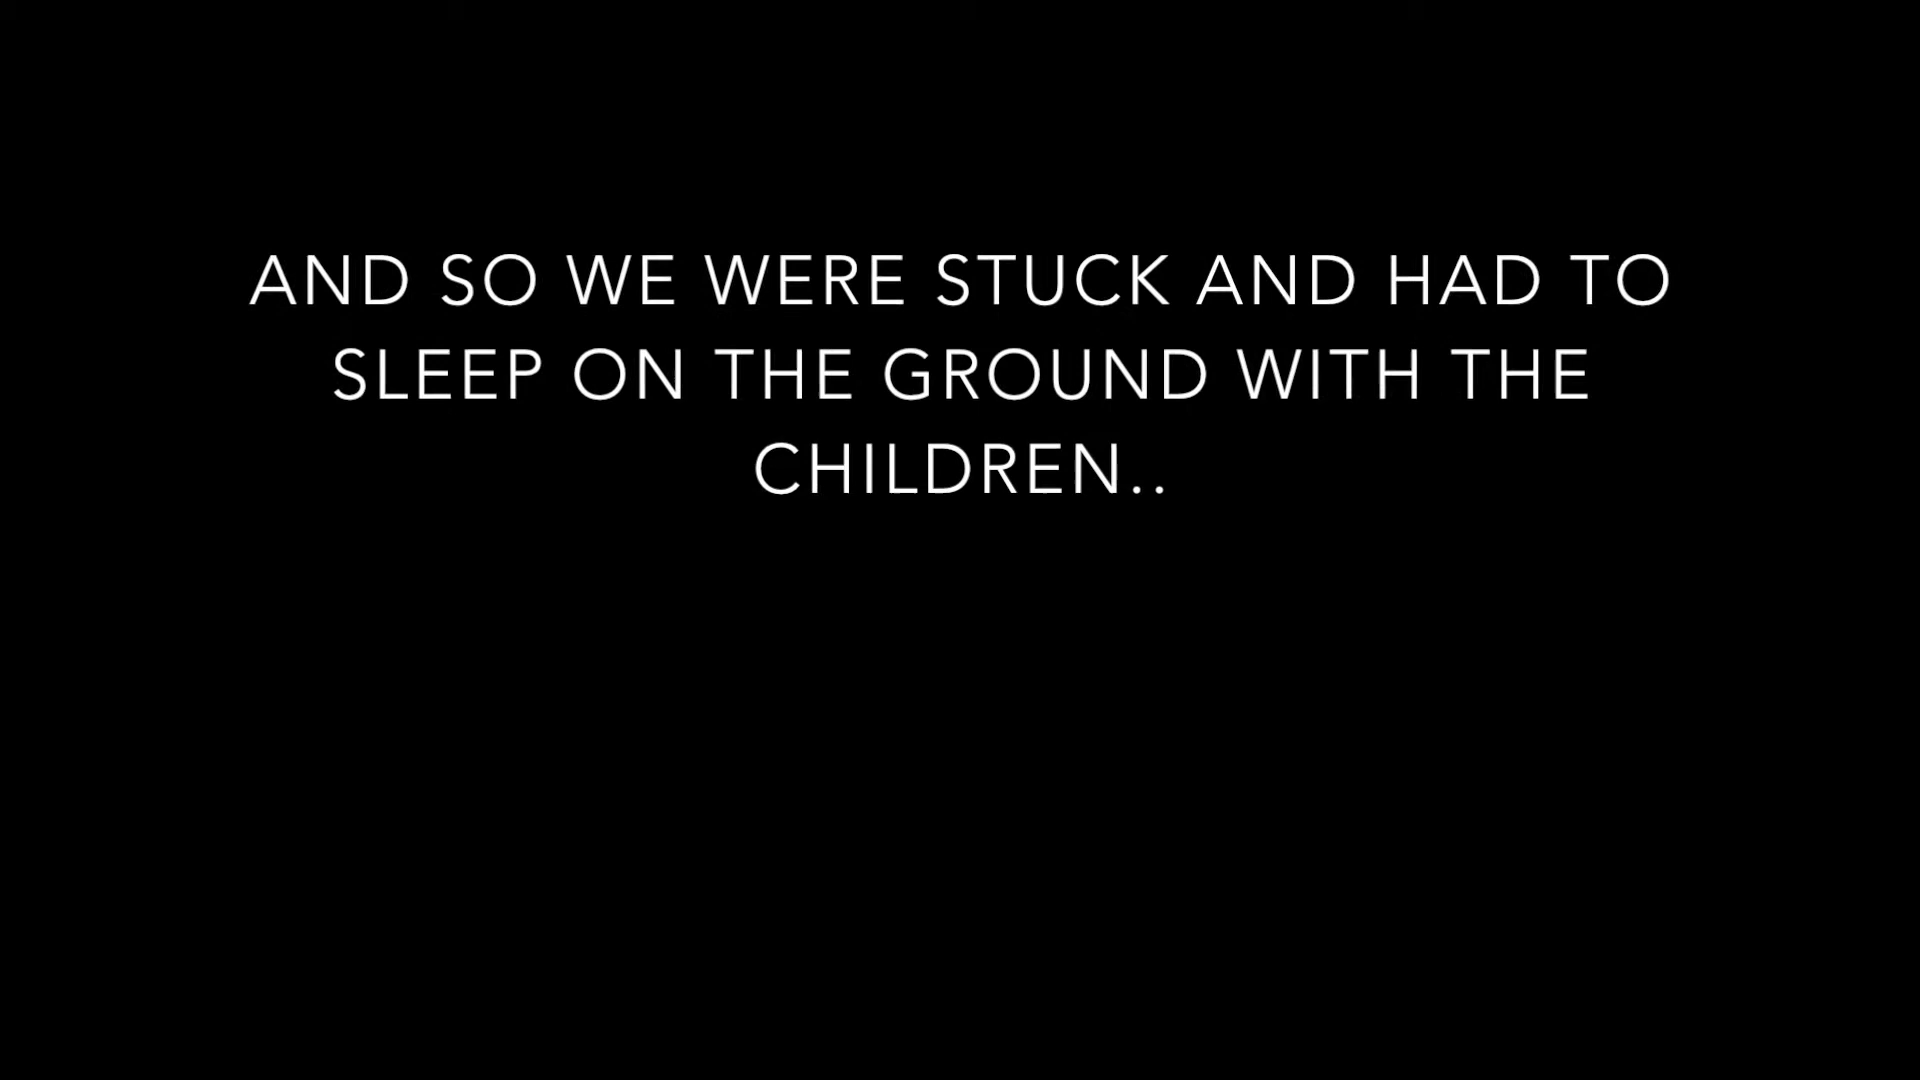 AND SO WE WERE STUCK AND HAD TO
SLEEP ON THE GROUND WITH THE
CHILDREN..